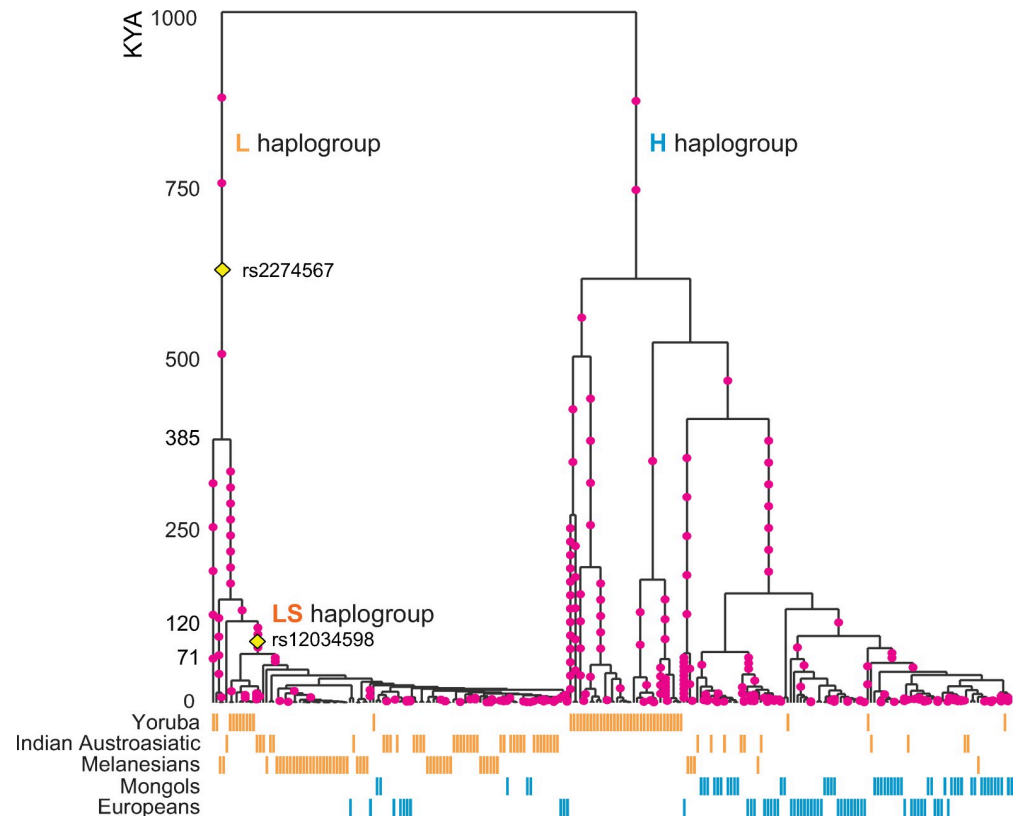 KYA
1000
L haplogroup
H haplogroup
750
rs2274567
500
385
250
LS haplogroup
120
rs12034598
71
0
Yoruba
Indian Austroasiatic
Melanesians
Mongols
Europeans